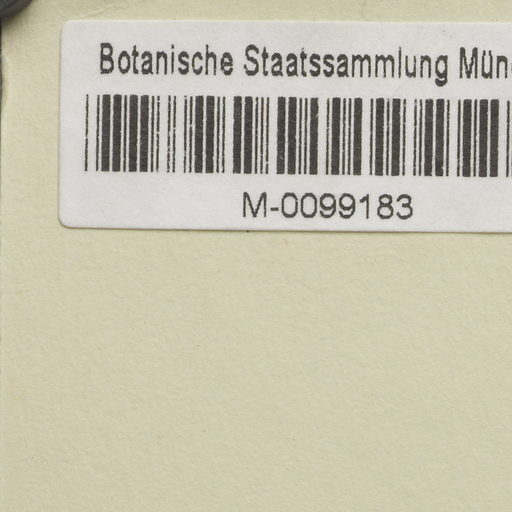 Botanische Staatssammlung Mün
M-0099183